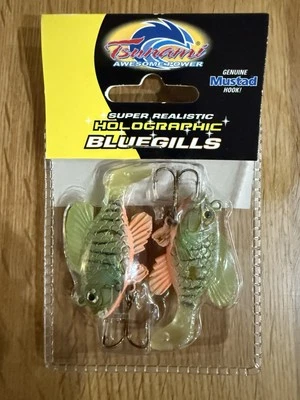 Tsunami
AWESOME POWER
GENUINE
Mustad
HOOK!
SUPER REALISTIC
HOLOGRAPHIC
BLUEGILLS